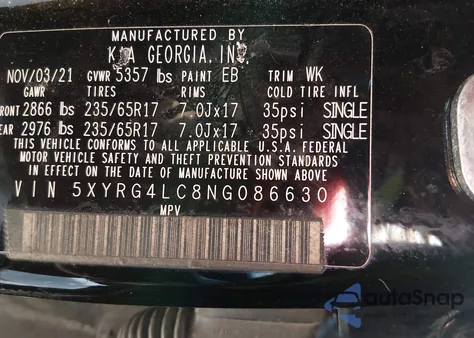 MANUFACTURED BY
KIA GEORGIA, INC.
NOV/03/21 GVWR 5357 lbs PAINT EB TRIM WK
GAWR TIRES RIMS COLD TIRE INFL
FRONT 2866 lbs 235/65R17 7.0Jx17 35psi SINGLE
REAR 2976 lbs 235/65R17 7.0Jx17 35psi SINGLE
THIS VEHICLE CONFORMS TO ALL APPLICABLE U.S.A. FEDERAL
MOTOR VEHICLE SAFETY AND THEFT PREVENTION STANDARDS
IN EFFECT ON THE DATE OF MANUFACTURE SHOWN ABOVE.
VIN 5XYRG4LC8NG086630
MPV
autoSnap